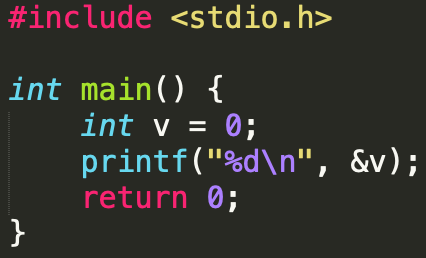 #include <stdio.h>

int main() {
    int v = 0;
    printf("%d\n", &v);
    return 0;
}